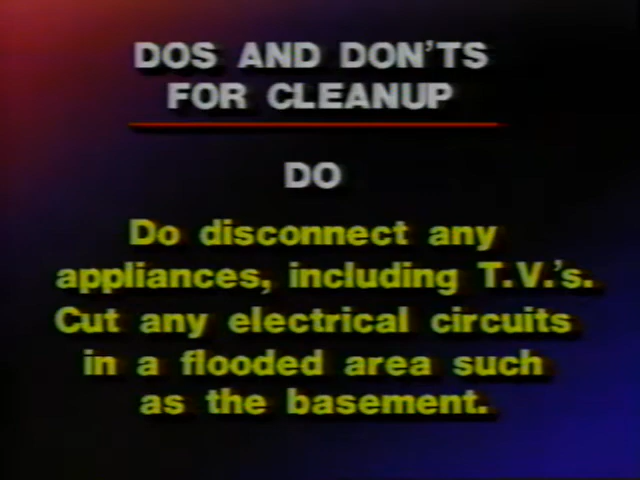 DOS AND DON'TS
FOR CLEANUP
DO
Do disconnect any
appliances, including T.V.'s.
Cut any electrical circuits
in a flooded area such
as the basement.